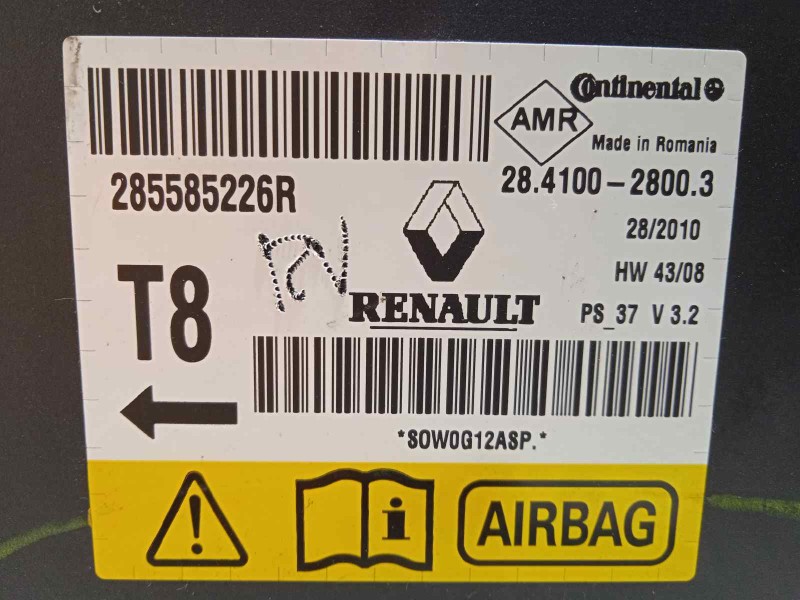 Continental
AMR
Made in Romania
285585226R
28.4100-2800.3
28/2010
HW 43/08
T8
RENAULT
PS_37 V 3.2
*SOW0G12ASP.*
i
AIRBAG